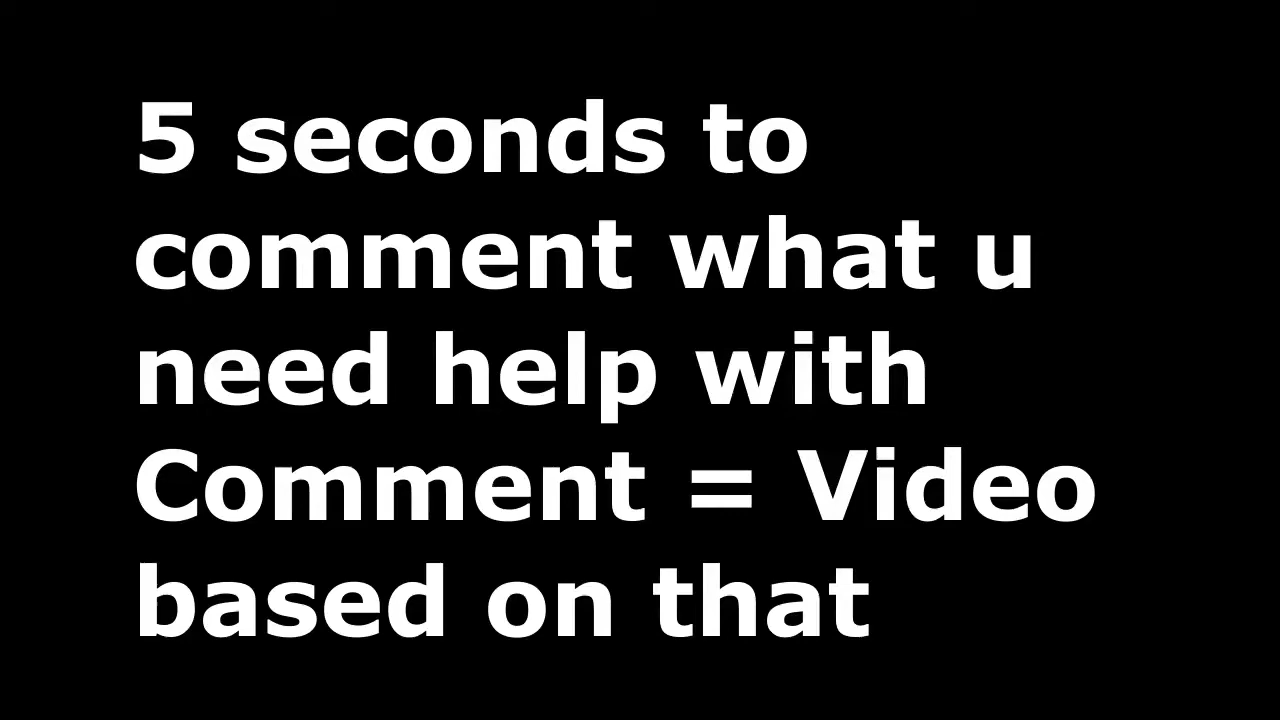 5 seconds to
comment what u
need help with
Comment = Video
based on that